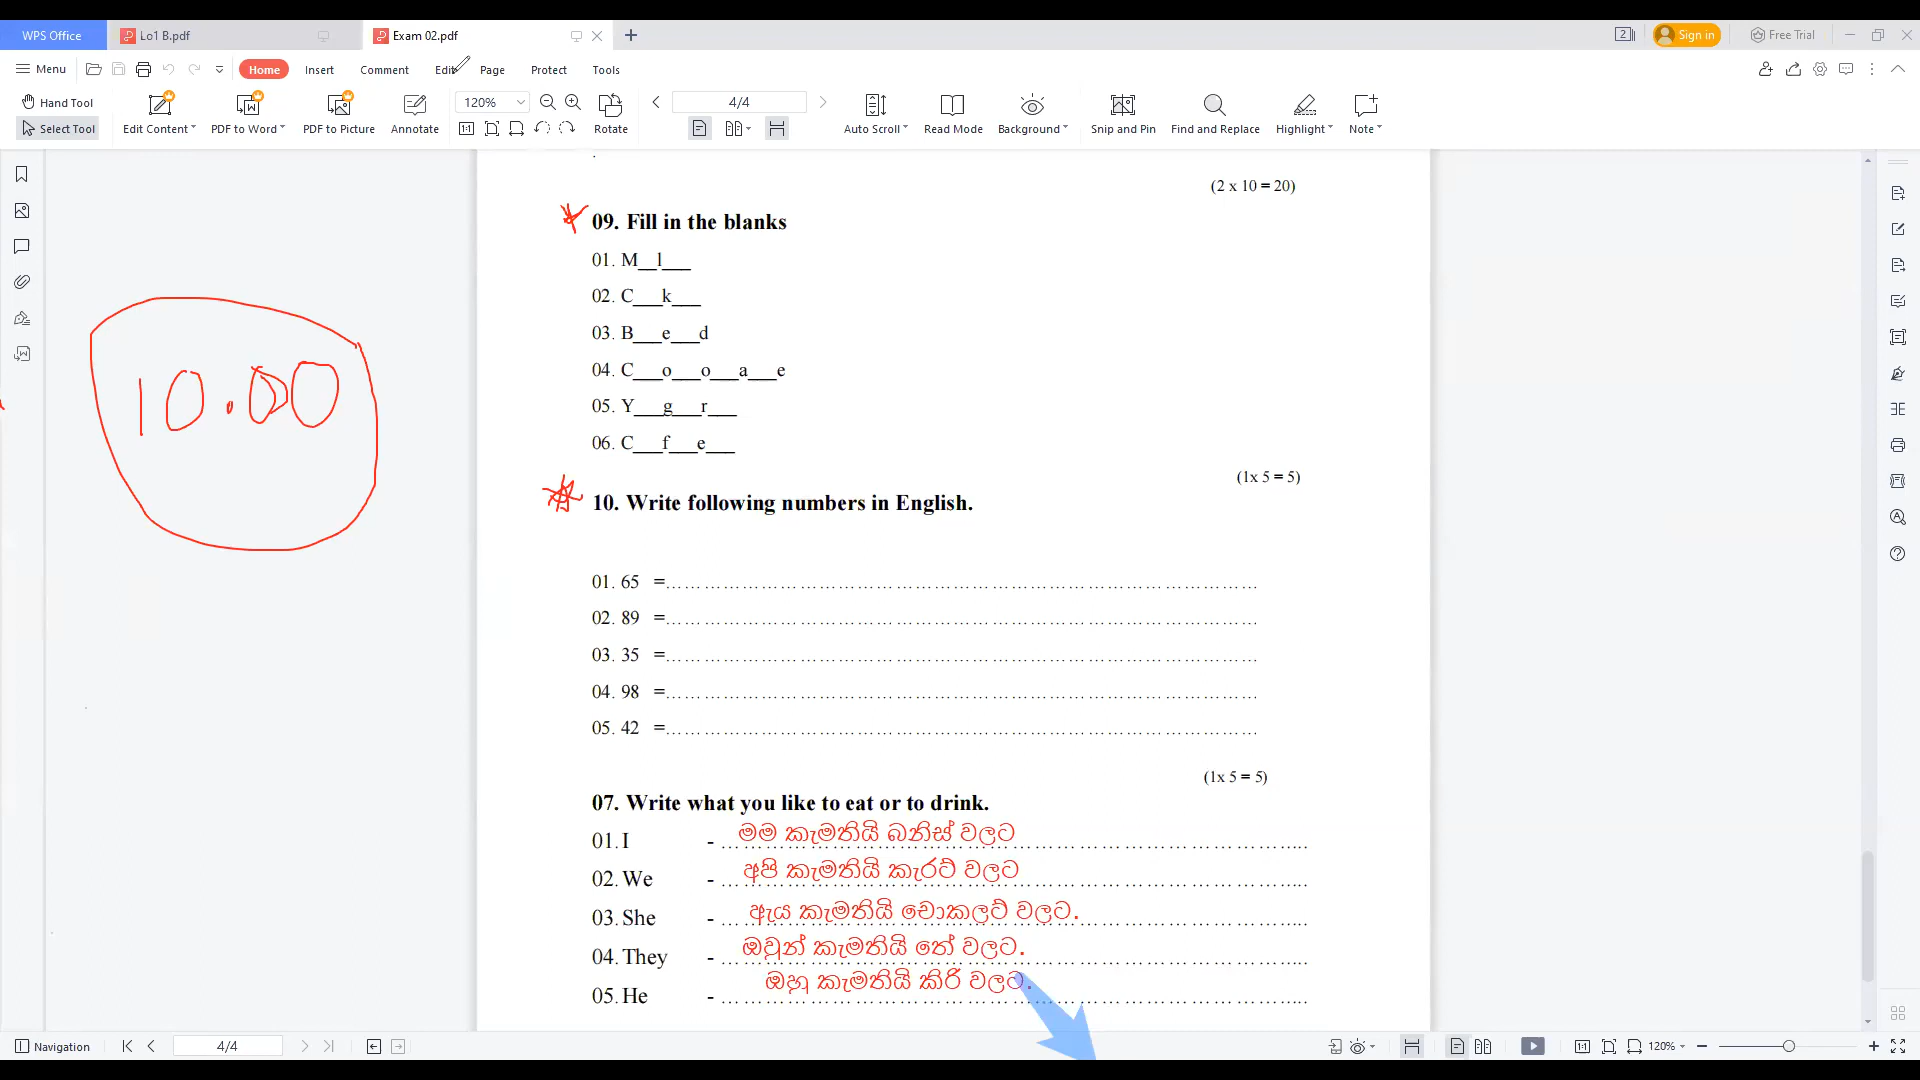 WPS Office
Lo1 B.pdf
Exam 02.pdf
2
Sign in
Free Trial
Menu
Home Insert Comment Edit Page Protect Tools
Hand Tool
Select Tool
Edit Content
PDF to Word
PDF to Picture
Annotate
120%
Rotate
4/4
Auto Scroll
Read Mode
Background
Snip and Pin
Find and Replace
Highlight
Note
(2 x 10 = 20)
09. Fill in the blanks
01. M__l___
02. C___k___
03. B___e___d
04. C___o___o___a___e
05. Y___g___r___
06. C___f___e___
10.00
(1x 5 = 5)
10. Write following numbers in English.
01. 65 =……………………………………………………………………
02. 89 =……………………………………………………………………
03. 35 =……………………………………………………………………
04. 98 =……………………………………………………………………
05. 42 =……………………………………………………………………
(1x 5 = 5)
07. Write what you like to eat or to drink.
01. I - මම කැමතියි බනිස් වලට
02. We - අපි කැමතියි කැරට් වලට
03. She - ඇය කැමතියි චොකලට් වලට.
04. They - ඔවූන් කැමතියි තේ වලට.
05. He - ඔහු කැමතියි කිරි වලට.
Navigation
4/4
120%